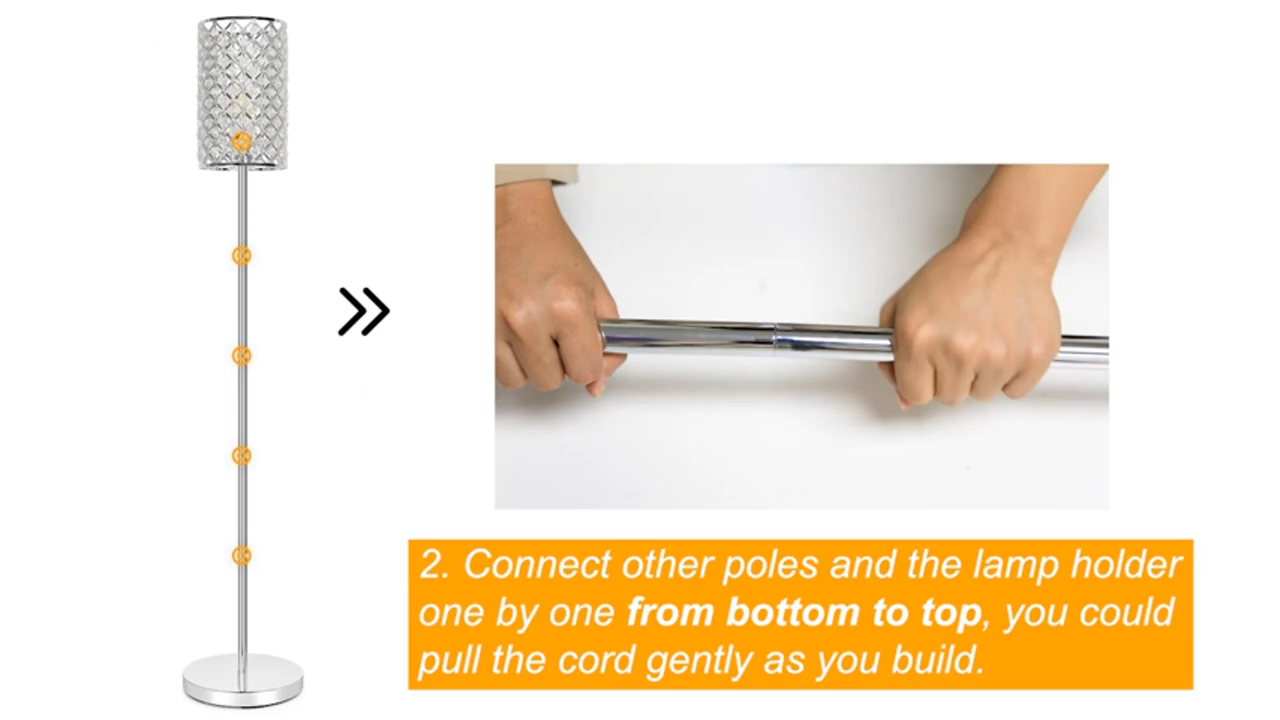 2. Connect other poles and the lamp holder
one by one from bottom to top, you could
pull the cord gently as you build.